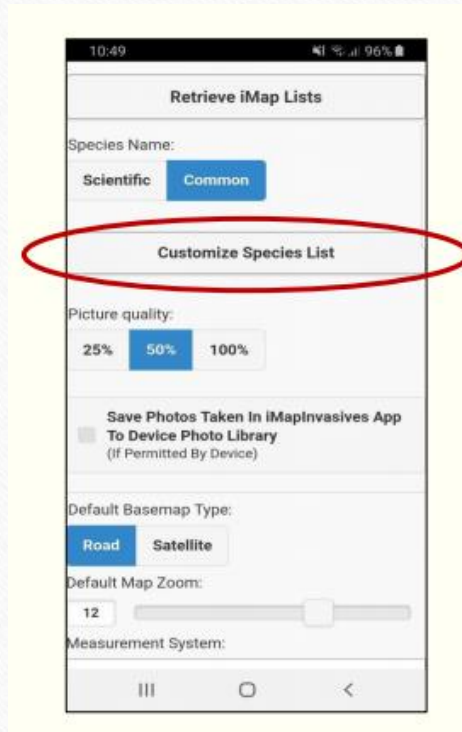 10:49 96%
Retrieve iMap Lists
Species Name:
Scientific Common
Customize Species List
Picture quality:
25% 50% 100%
Save Photos Taken In iMapInvasives App
To Device Photo Library
(If Permitted By Device)
Default Basemap Type:
Road Satellite
Default Map Zoom:
12
Measurement System: